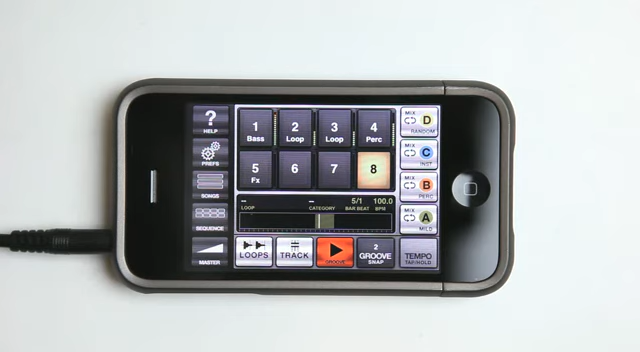 ?
HELP
PREFS
SONGS
SEQUENCE
MASTER
1
Bass
2
Loop
3
Loop
4
Perc
5
Fx
6
7
8
LOOP
CATEGORY
5/1
BAR BEAT
100.0
BPM
LOOPS
TRACK
GROOVE
2
GROOVE
SNAP
TEMPO
TAP/HOLD
MIX
D
RANDOM
MIX
C
INST
MIX
B
PERC
MIX
A
MILD